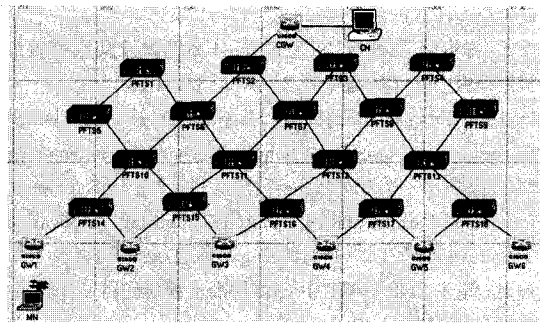 CGW
CN
PFTS1
PFTS2
PFTS3
PFTS4
PFTS5
PFTS6
PFTS7
PFTS8
PFTS9
PFTS10
PFTS11
PFTS12
PFTS13
PFTS14
PFTS15
PFTS16
PFTS17
PFTS18
GW1
GW2
GW3
GW4
GW5
GW6
MN